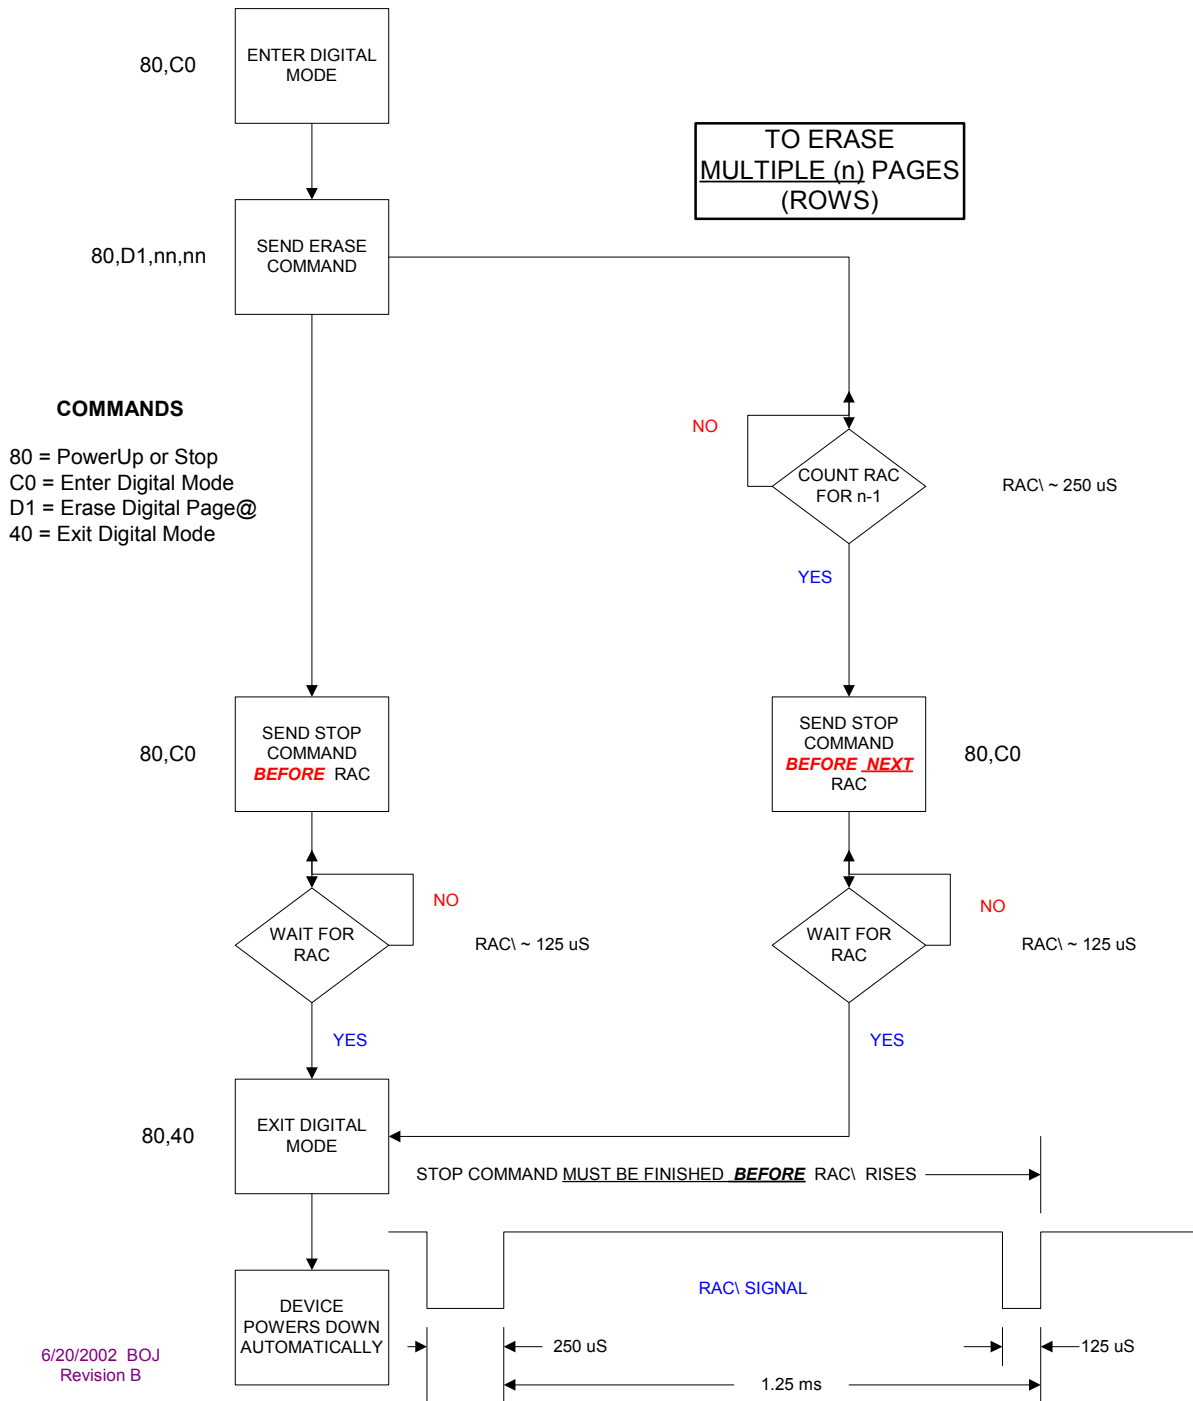 80,C0
ENTER DIGITAL
MODE
TO ERASE
MULTIPLE (n) PAGES
(ROWS)
80,D1,nn,nn
SEND ERASE
COMMAND
COMMANDS
80 = PowerUp or Stop
C0 = Enter Digital Mode
D1 = Erase Digital Page@
40 = Exit Digital Mode
NO
COUNT RAC
FOR n-1
RAC\ ~ 250 uS
YES
80,C0
SEND STOP
COMMAND
BEFORE RAC
SEND STOP
COMMAND
BEFORE NEXT
RAC
80,C0
NO
WAIT FOR
RAC
RAC\ ~ 125 uS
YES
NO
WAIT FOR
RAC
RAC\ ~ 125 uS
YES
80,40
EXIT DIGITAL
MODE
STOP COMMAND MUST BE FINISHED BEFORE RAC\ RISES
RAC\ SIGNAL
DEVICE
POWERS DOWN
AUTOMATICALLY
250 uS
125 uS
1.25 ms
6/20/2002 BOJ
Revision B